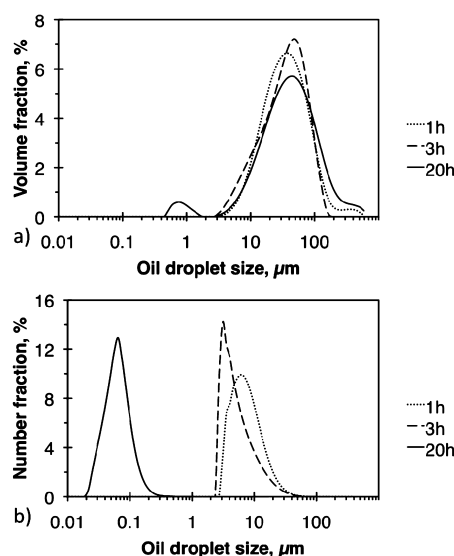 8
6
4
2
0
Volume fraction, %
0.01 0.1 1 10 100
Oil droplet size, µm
1h
3h
20h
a)
16
12
8
4
0
Number fraction, %
0.01 0.1 1 10 100
Oil droplet size, µm
1h
3h
20h
b)